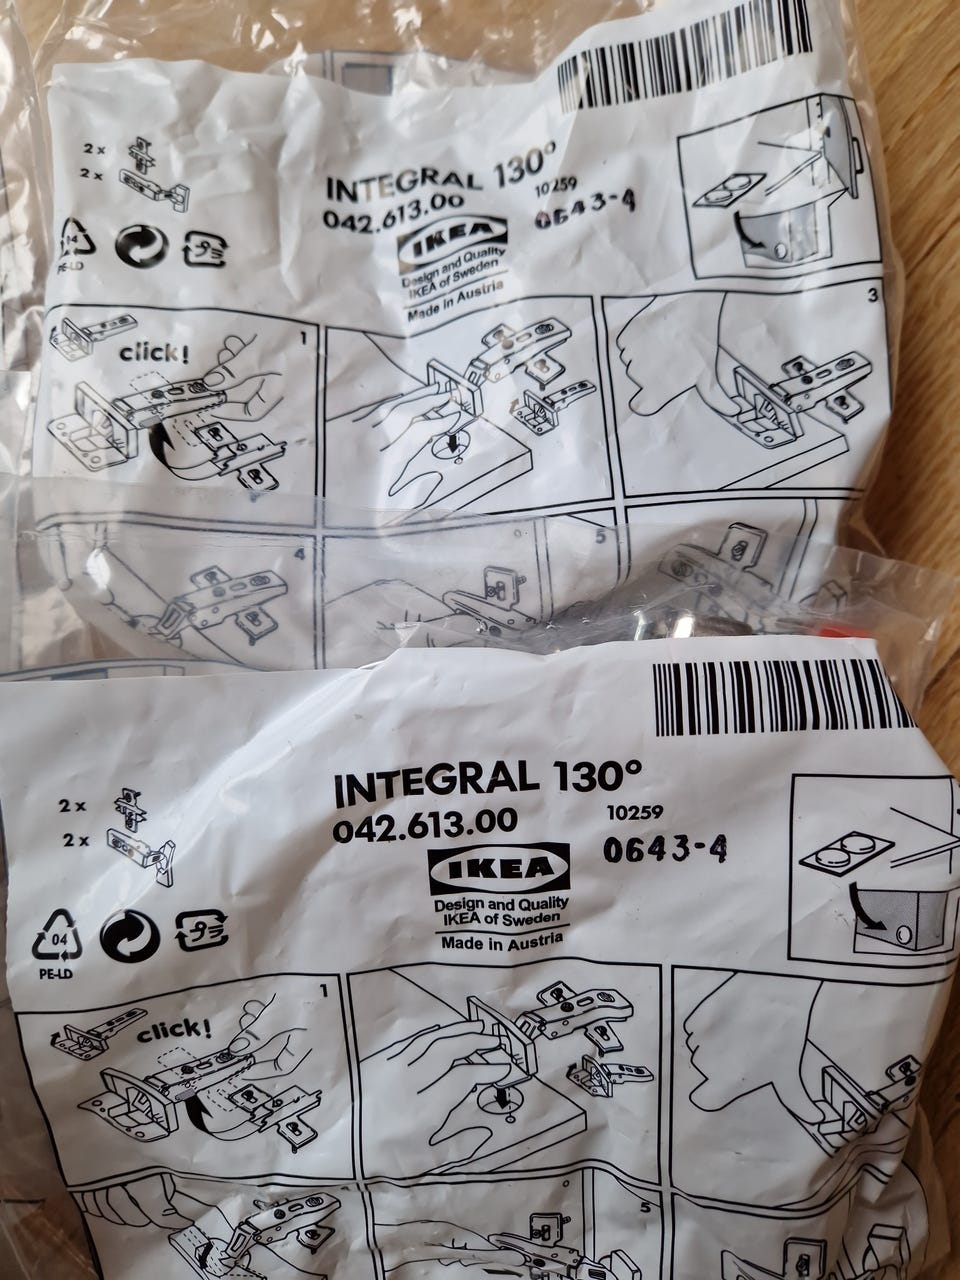 2 x
2 x
INTEGRAL 130°
042.613.00
10259
0643-4
IKEA
Design and Quality
IKEA of Sweden
Made in Austria
04
PE-LD
click!
1
3
4
5
2 x
2 x
INTEGRAL 130°
042.613.00
10259
0643-4
IKEA
Design and Quality
IKEA of Sweden
Made in Austria
04
PE-LD
click!
1
5